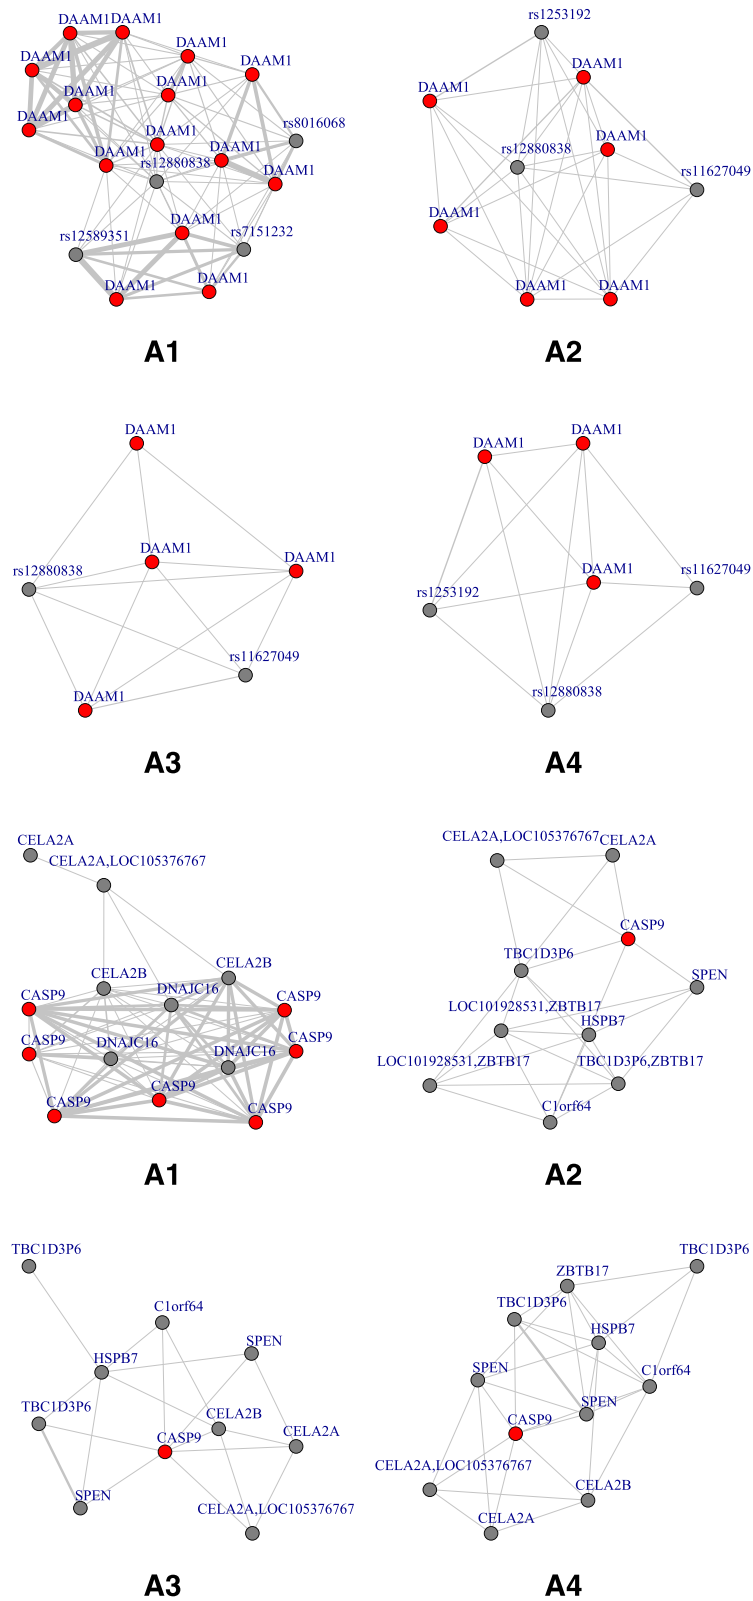 DAAM1 DAAM1
DAAM1
DAAM1
DAAM1
DAAM1
DAAM1
DAAM1
rs8016068
DAAM1
DAAM1
DAAM1
rs12880838
DAAM1
DAAM1
DAAM1
rs12589351
rs7151232
DAAM1
DAAM1
A1
rs1253192
DAAM1
DAAM1
DAAM1
rs12880838
rs11627049
DAAM1
DAAM1
DAAM1
A2
DAAM1
DAAM1
DAAM1
rs12880838
rs11627049
DAAM1
A3
DAAM1
DAAM1
DAAM1
rs11627049
rs1253192
rs12880838
A4
CELA2A
CELA2A,LOC105376767
CELA2B
CELA2B
DNAJC16
CASP9
CASP9
CASP9
DNAJC16
CASP9
DNAJC16
CASP9
CASP9
CASP9
A1
CELA2A,LOC105376767
CELA2A
CASP9
TBC1D3P6
SPEN
LOC101928531,ZBTB17
HSPB7
LOC101928531,ZBTB17
TBC1D3P6,ZBTB17
C1orf64
A2
TBC1D3P6
C1orf64
SPEN
HSPB7
TBC1D3P6
CELA2B
CELA2A
CASP9
SPEN
CELA2A,LOC105376767
A3
TBC1D3P6
ZBTB17
TBC1D3P6
HSPB7
SPEN
C1orf64
SPEN
CASP9
CELA2A,LOC105376767
CELA2B
CELA2A
A4